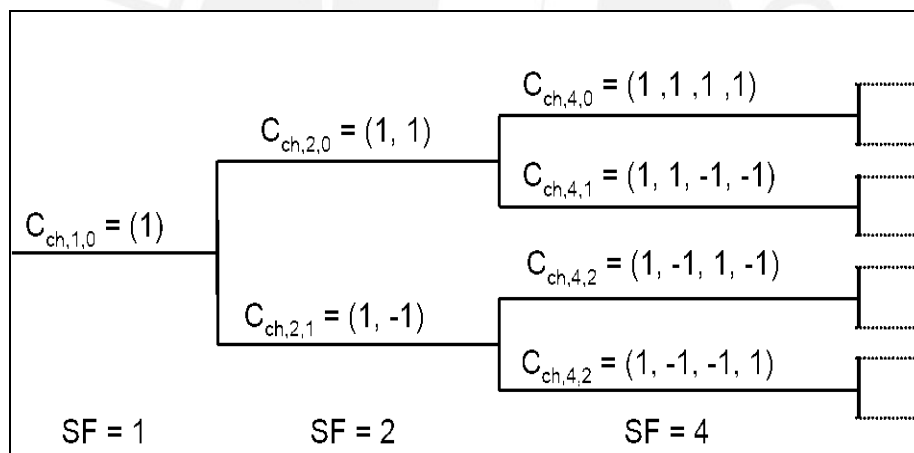 C_ch,4,0 = (1 ,1 ,1 ,1)
C_ch,2,0 = (1, 1)
C_ch,4,1 = (1, 1, -1, -1)
C_ch,1,0 = (1)
C_ch,4,2 = (1, -1, 1, -1)
C_ch,2,1 = (1, -1)
C_ch,4,2 = (1, -1, -1, 1)
SF = 1
SF = 2
SF = 4